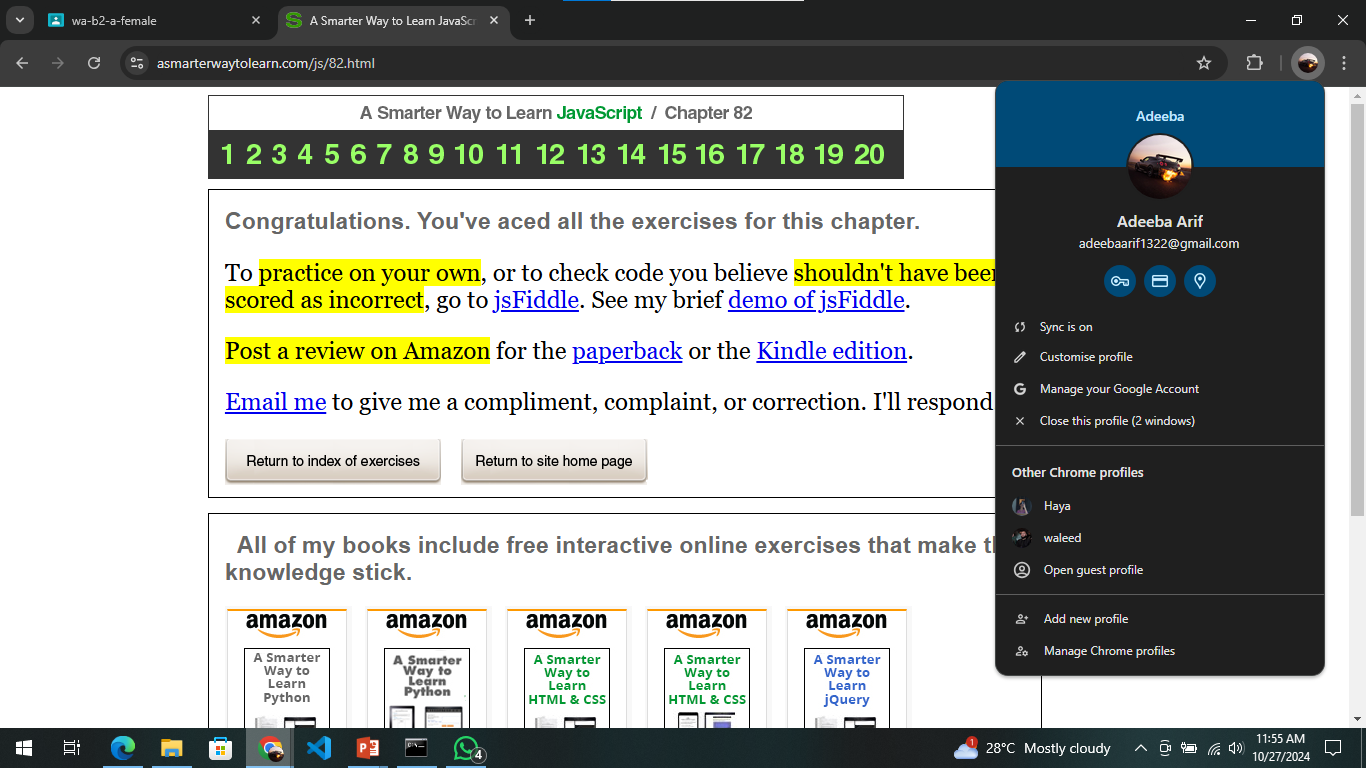 wa-b2-a-female
A Smarter Way to Learn JavaScr
asmarterwaytolearn.com/js/82.html
A Smarter Way to Learn JavaScript / Chapter 82
1 2 3 4 5 6 7 8 9 10 11 12 13 14 15 16 17 18 19 20
Congratulations. You've aced all the exercises for this chapter.
To practice on your own, or to check code you believe shouldn't have been
scored as incorrect, go to jsFiddle. See my brief demo of jsFiddle.
Post a review on Amazon for the paperback or the Kindle edition.
Email me to give me a compliment, complaint, or correction. I'll respond
Return to index of exercises
Return to site home page
All of my books include free interactive online exercises that make th
knowledge stick.
amazon
A Smarter
Way to
Learn
Python
amazon
A Smarter
Way to
Learn
Python
amazon
A Smarter
Way to
Learn
HTML & CSS
amazon
A Smarter
Way to
Learn
HTML & CSS
amazon
A Smarter
Way to
Learn
jQuery
Adeeba
Adeeba Arif
adeebaarif1322@gmail.com
Sync is on
Customise profile
Manage your Google Account
Close this profile (2 windows)
Other Chrome profiles
Haya
waleed
Open guest profile
Add new profile
Manage Chrome profiles
4
1
28°C Mostly cloudy
11:55 AM
10/27/2024